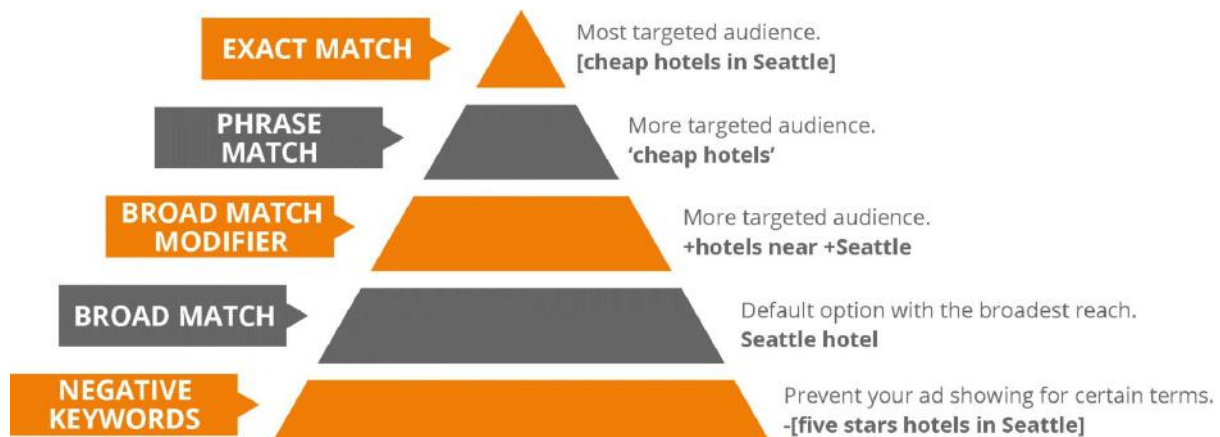 EXACT MATCH
Most targeted audience.
[cheap hotels in Seattle]
PHRASE
MATCH
More targeted audience.
‘cheap hotels’
BROAD MATCH
MODIFIER
More targeted audience.
+hotels near +Seattle
BROAD MATCH
Default option with the broadest reach.
Seattle hotel
NEGATIVE
KEYWORDS
Prevent your ad showing for certain terms.
-[five stars hotels in Seattle]